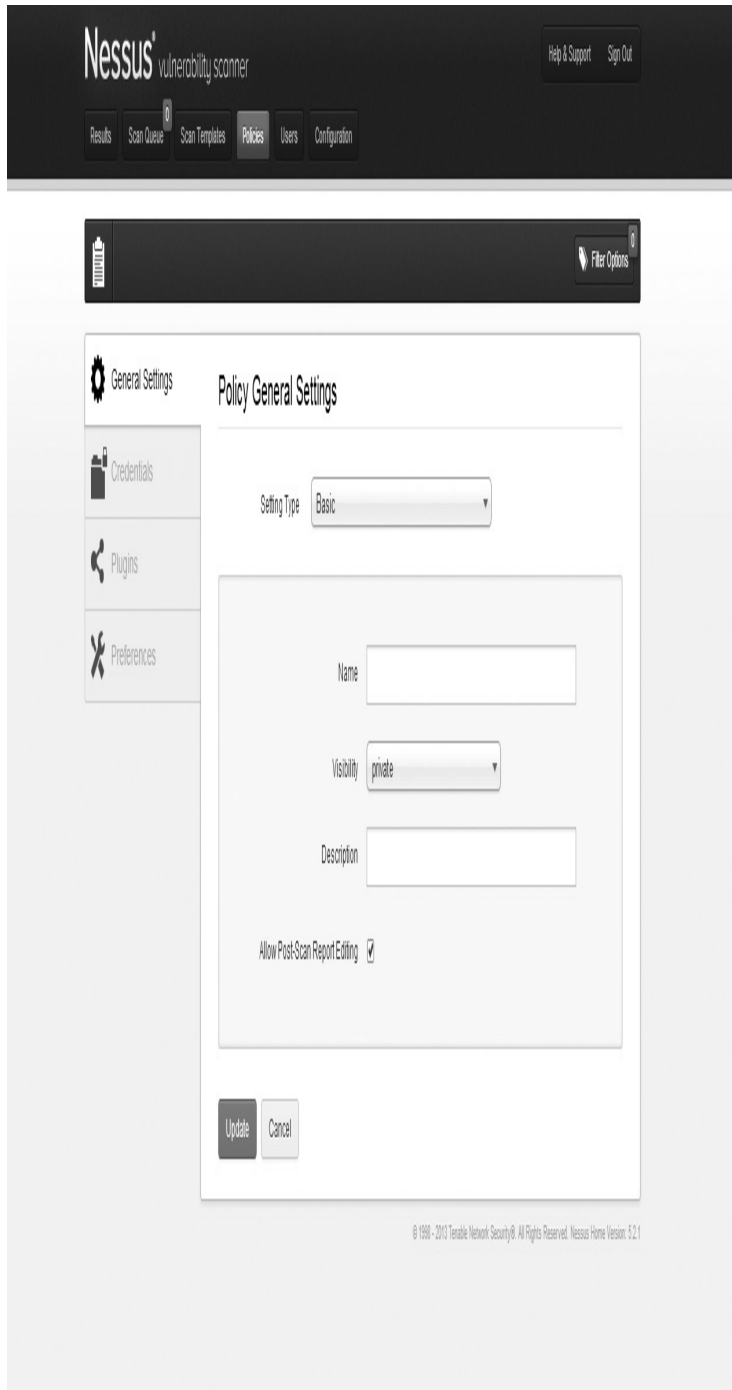 Nessus® vulnerability scanner
Help & Support Sign Out
Results Scan Queue 0 Scan Templates Policies Users Configuration
Filter Options 0
General Settings
Credentials
Plugins
Preferences
Policy General Settings
Setting Type Basic
Name
Visibility private
Description
Allow Post-Scan Report Editing
Update Cancel
© 1998 - 2013 Tenable Network Security®. All Rights Reserved. Nessus Home Version: 5.2.1